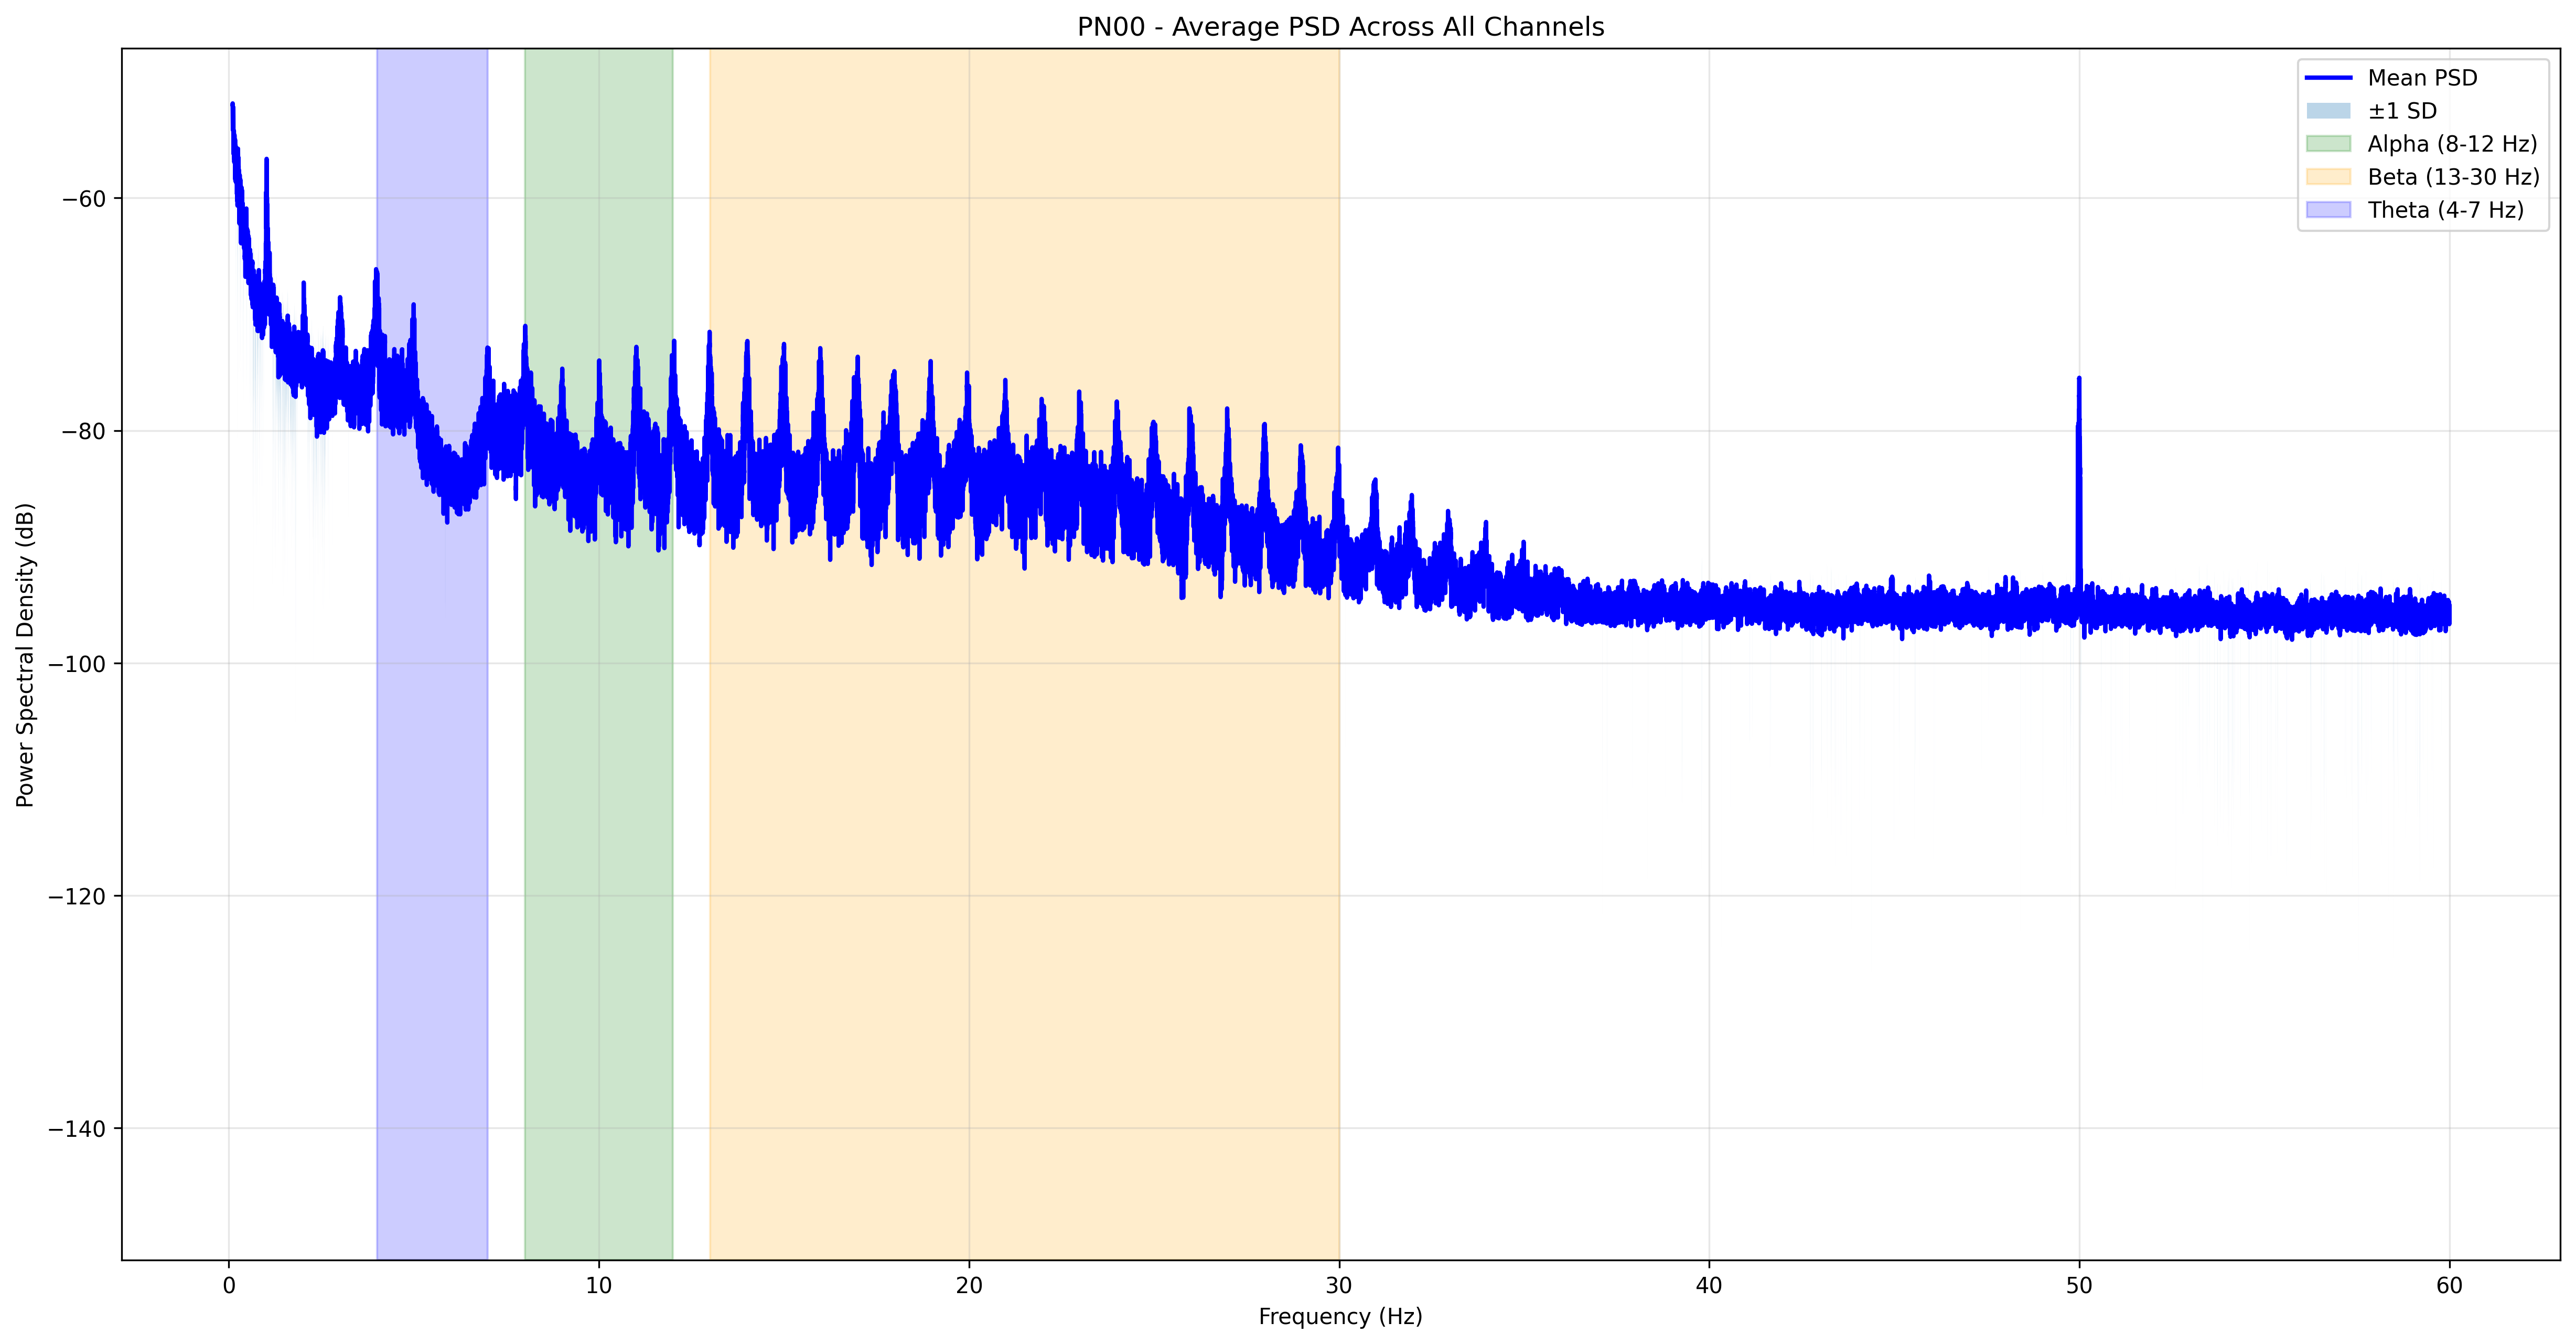 PN00 - Average PSD Across All Channels
Mean PSD
±1 SD
Alpha (8-12 Hz)
Beta (13-30 Hz)
Theta (4-7 Hz)
Power Spectral Density (dB)
−60
−80
−100
−120
−140
0
10
20
30
40
50
60
Frequency (Hz)